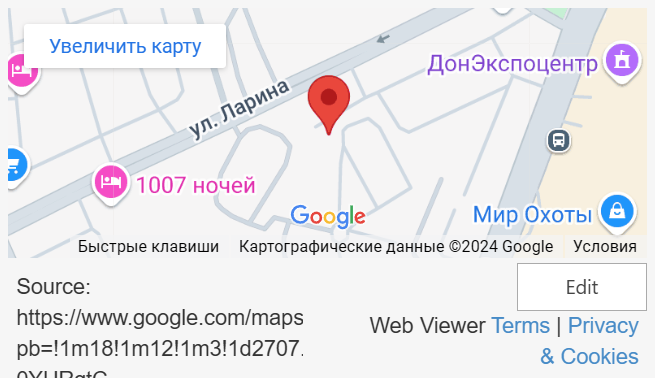 Увеличить карту
ДонЭкспоцентр
ул. Ларина
1007 ночей
Мир Охоты
Google
Быстрые клавиши Картографические данные ©2024 Google Условия
Source:
https://www.google.com/maps
pb=!1m18!1m12!1m3!1d2707.
Edit
Web Viewer Terms | Privacy
& Cookies